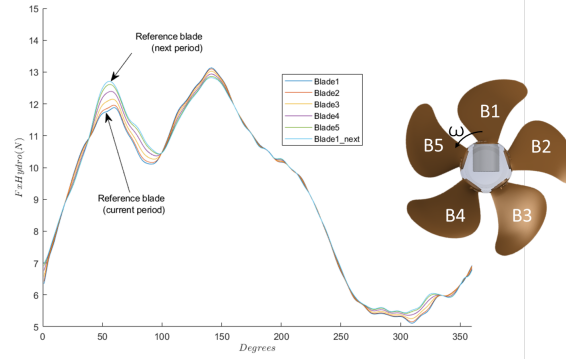 15
14
13
12
11
10
9
8
7
6
5
FxHydro(N)
0
50
100
150
200
250
300
350
Degrees
Reference blade
(next period)
Reference blade
(current period)
Blade1
Blade2
Blade3
Blade4
Blade5
Blade1_next
B1
ω
B5
B2
B4
B3